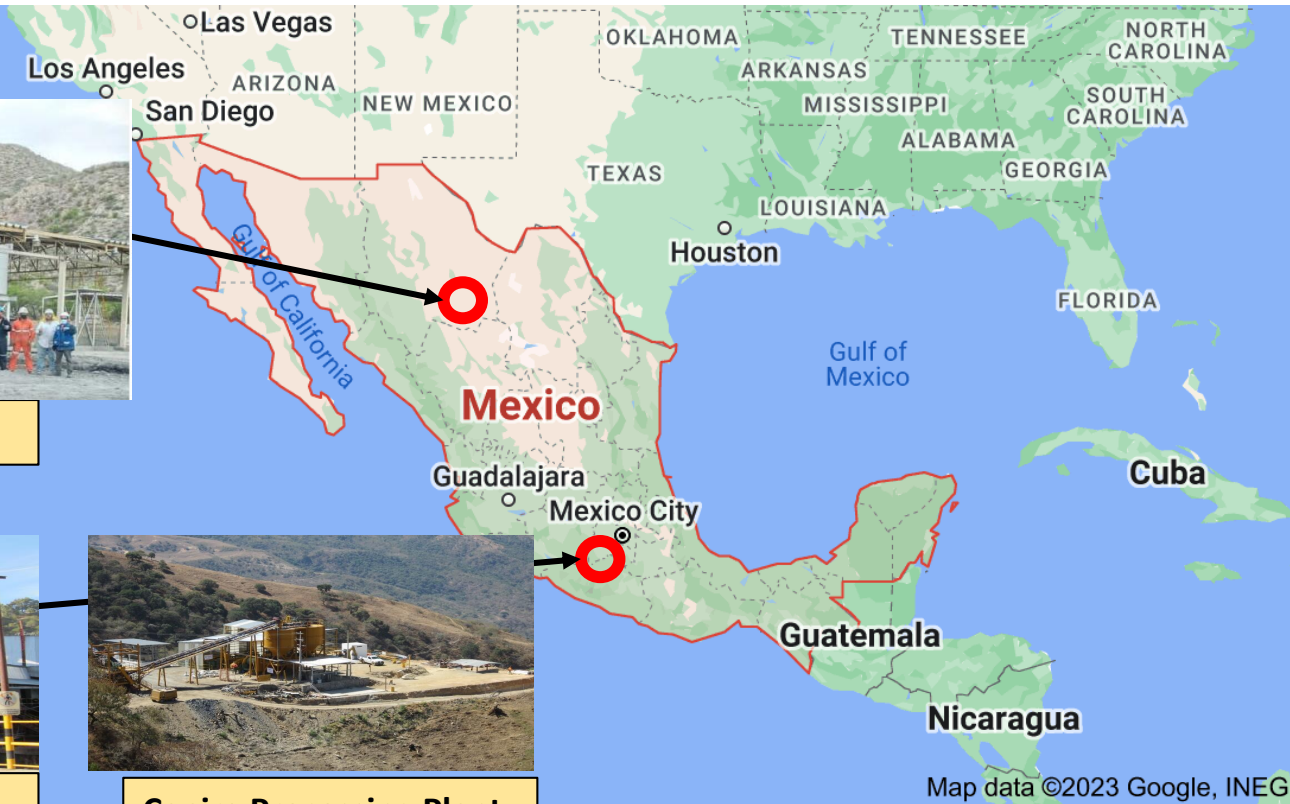 Las Vegas
OKLAHOMA
TENNESSEE
NORTH
CAROLINA
Los Angeles
ARIZONA
NEW MEXICO
ARKANSAS
San Diego
MISSISSIPPI
SOUTH
CAROLINA
ALABAMA
TEXAS
GEORGIA
LOUISIANA
Houston
Gulf of California
FLORIDA
Gulf of
Mexico
Mexico
Guadalajara
Cuba
Mexico City
Guatemala
Nicaragua
Map data ©2023 Google, INEG